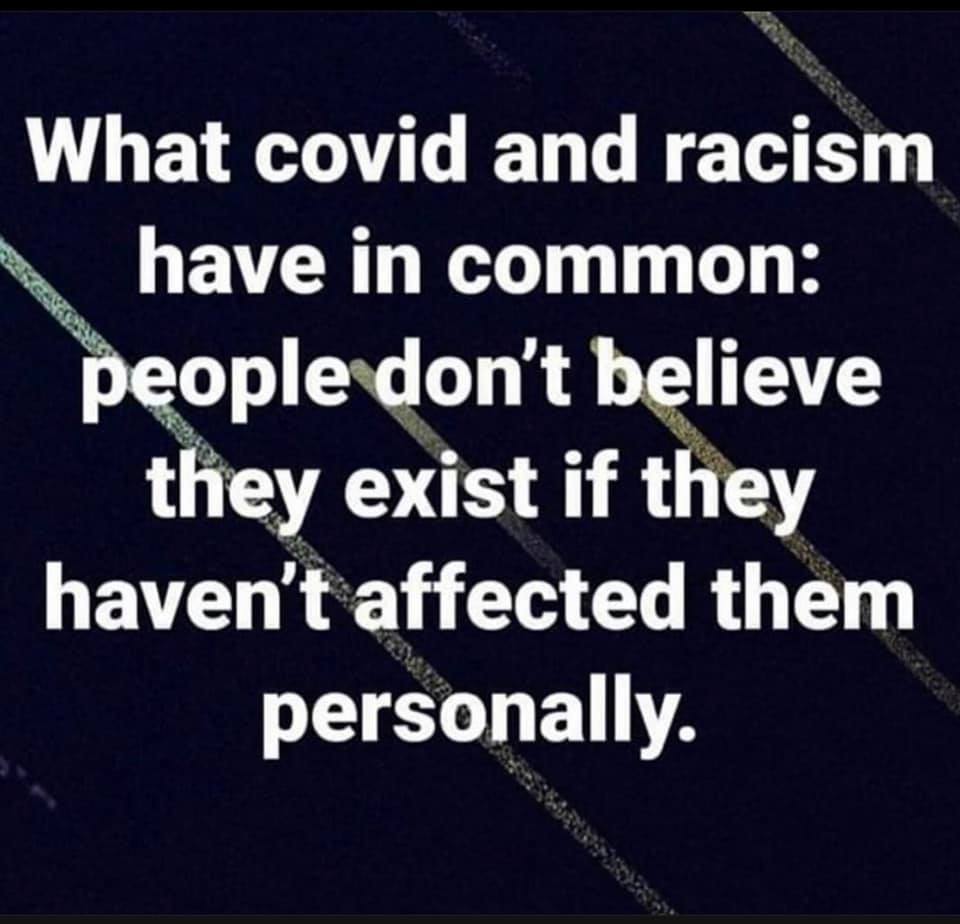 What covid and racism
have in common:
people don’t believe
they exist if they
haven’t affected them
personally.